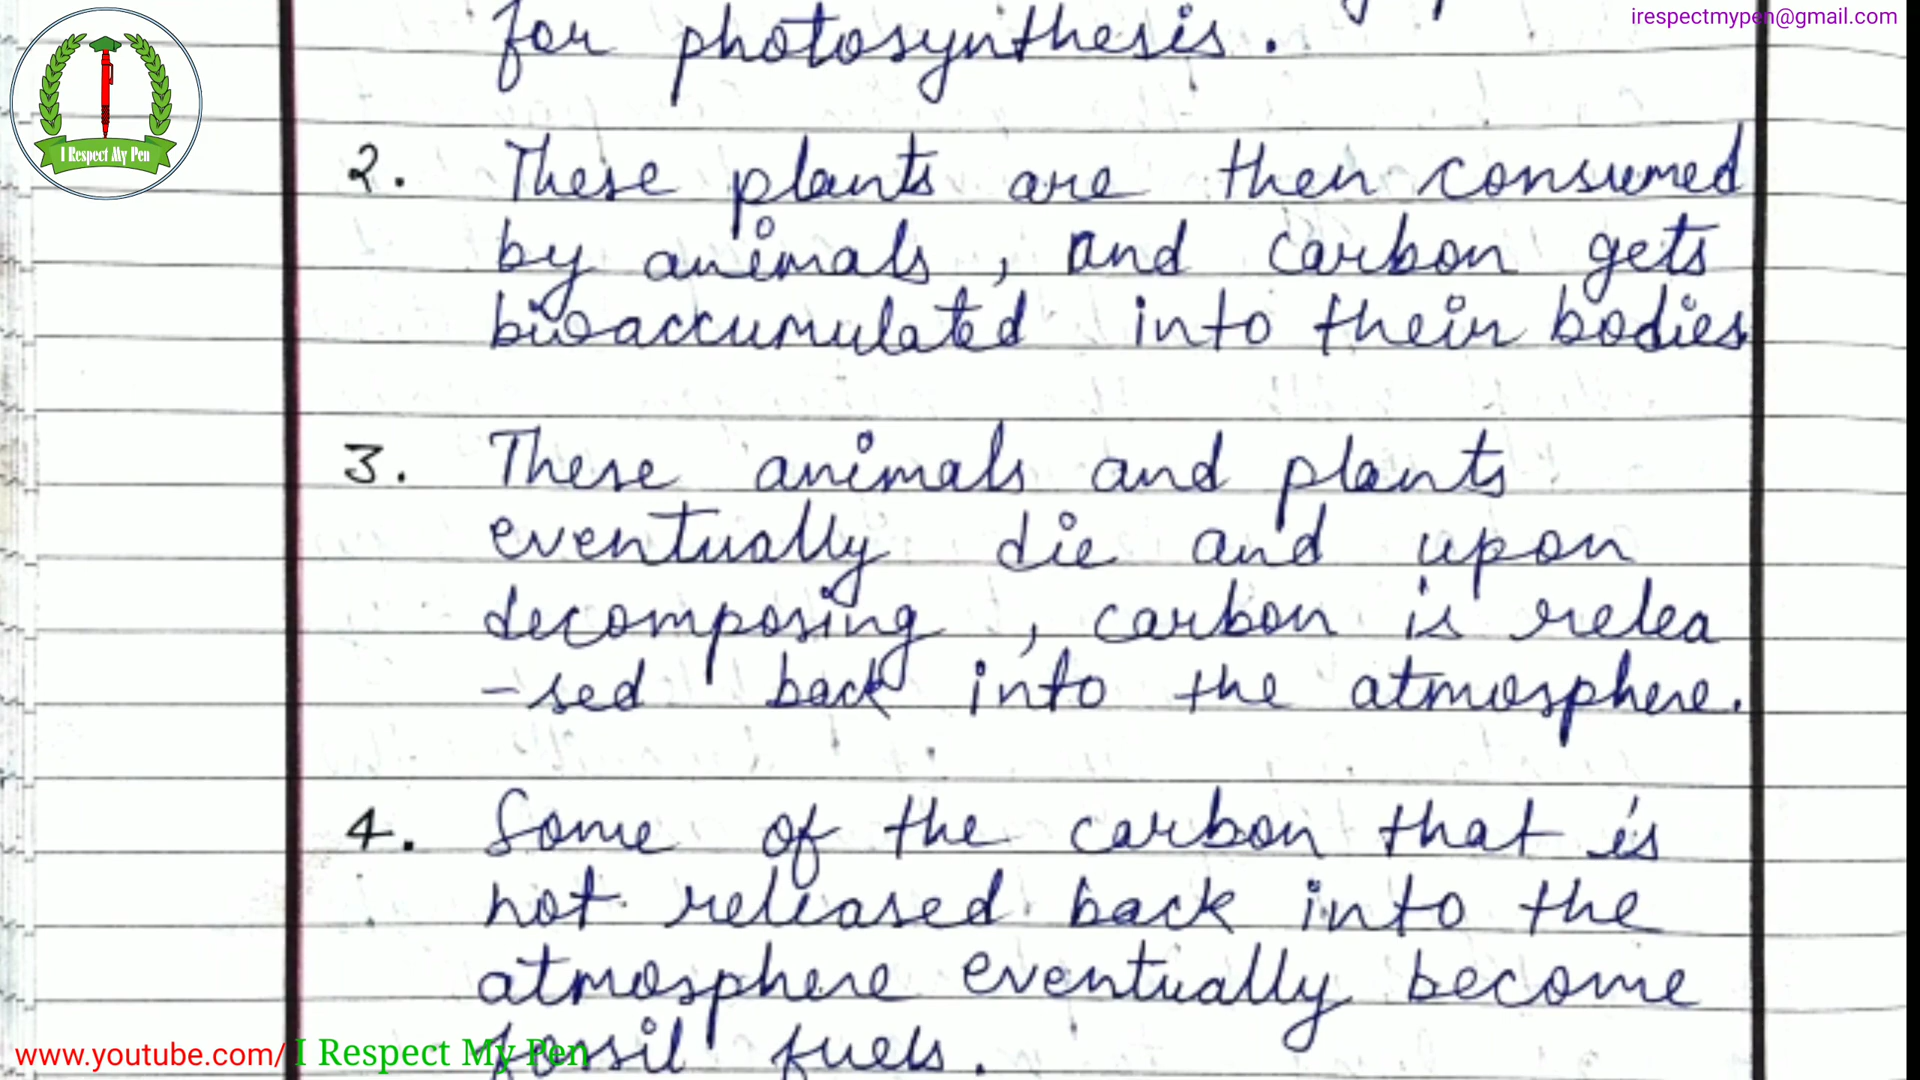 irespectmypen@gmail.com
for photosynthesis.
I Respect My Pen
2. These plants are then consumed
by animals, and carbon gets
bioaccumulated into their bodies
3. These animals and plants
eventually die and upon
decomposing, carbon is relea
-sed back into the atmosphere.
4. Some of the carbon that is
not released back into the
atmosphere eventually become
fossil fuels.
www.youtube.com/ I Respect My Pen